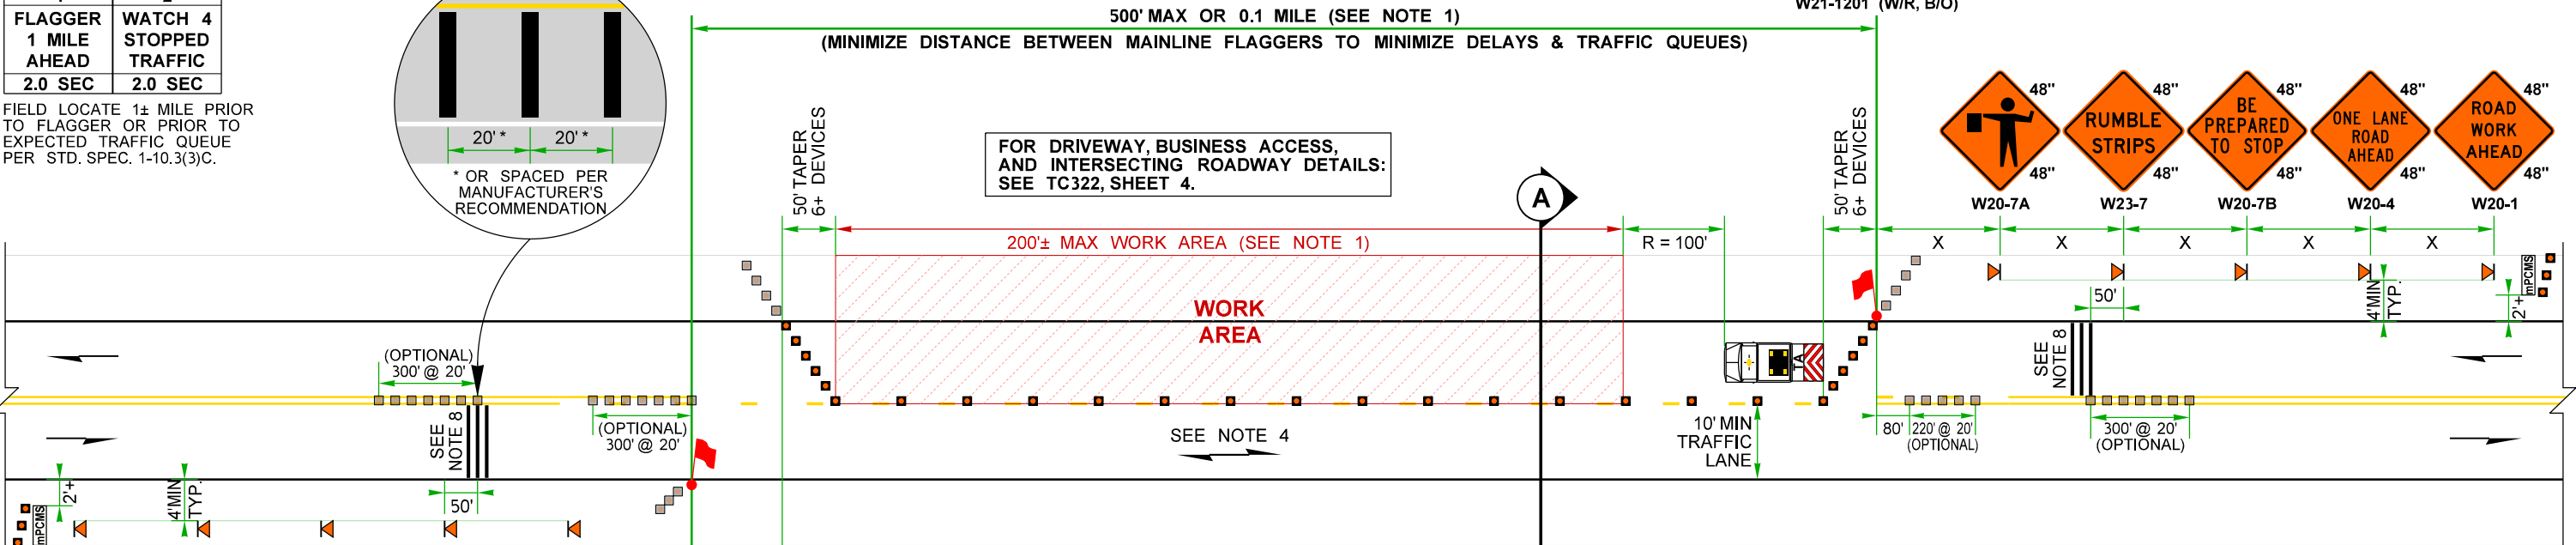 FLAGGER
1 MILE
AHEAD
2.0 SEC
WATCH 4
STOPPED
TRAFFIC
2.0 SEC
FIELD LOCATE 1± MILE PRIOR
TO FLAGGER OR PRIOR TO
EXPECTED TRAFFIC QUEUE
PER STD. SPEC. 1-10.3(3)C.
20' *
20' *
* OR SPACED PER
MANUFACTURER'S
RECOMMENDATION
500' MAX OR 0.1 MILE (SEE NOTE 1)
(MINIMIZE DISTANCE BETWEEN MAINLINE FLAGGERS TO MINIMIZE DELAYS & TRAFFIC QUEUES)
W21-1201 (W/R, B/O)
50' TAPER
6+ DEVICES
FOR DRIVEWAY, BUSINESS ACCESS,
AND INTERSECTING ROADWAY DETAILS:
SEE TC322, SHEET 4.
A
50' TAPER
6+ DEVICES
48"
48"
W20-7A
RUMBLE
STRIPS
48"
48"
W23-7
BE
PREPARED
TO STOP
48"
48"
W20-7B
ONE LANE
ROAD
AHEAD
48"
48"
W20-4
ROAD
WORK
AHEAD
48"
48"
W20-1
200'± MAX WORK AREA (SEE NOTE 1)
R = 100'
X
X
X
X
X
WORK
AREA
50'
4'MIN
TYP.
mPCMS
2'+
SEE
NOTE 8
(OPTIONAL)
300' @ 20'
SEE
NOTE 8
(OPTIONAL)
300' @ 20'
SEE NOTE 4
10' MIN
TRAFFIC
LANE
80'
220' @ 20'
(OPTIONAL)
300' @ 20'
(OPTIONAL)
2'+
4'MIN
TYP.
50'
mPCMS